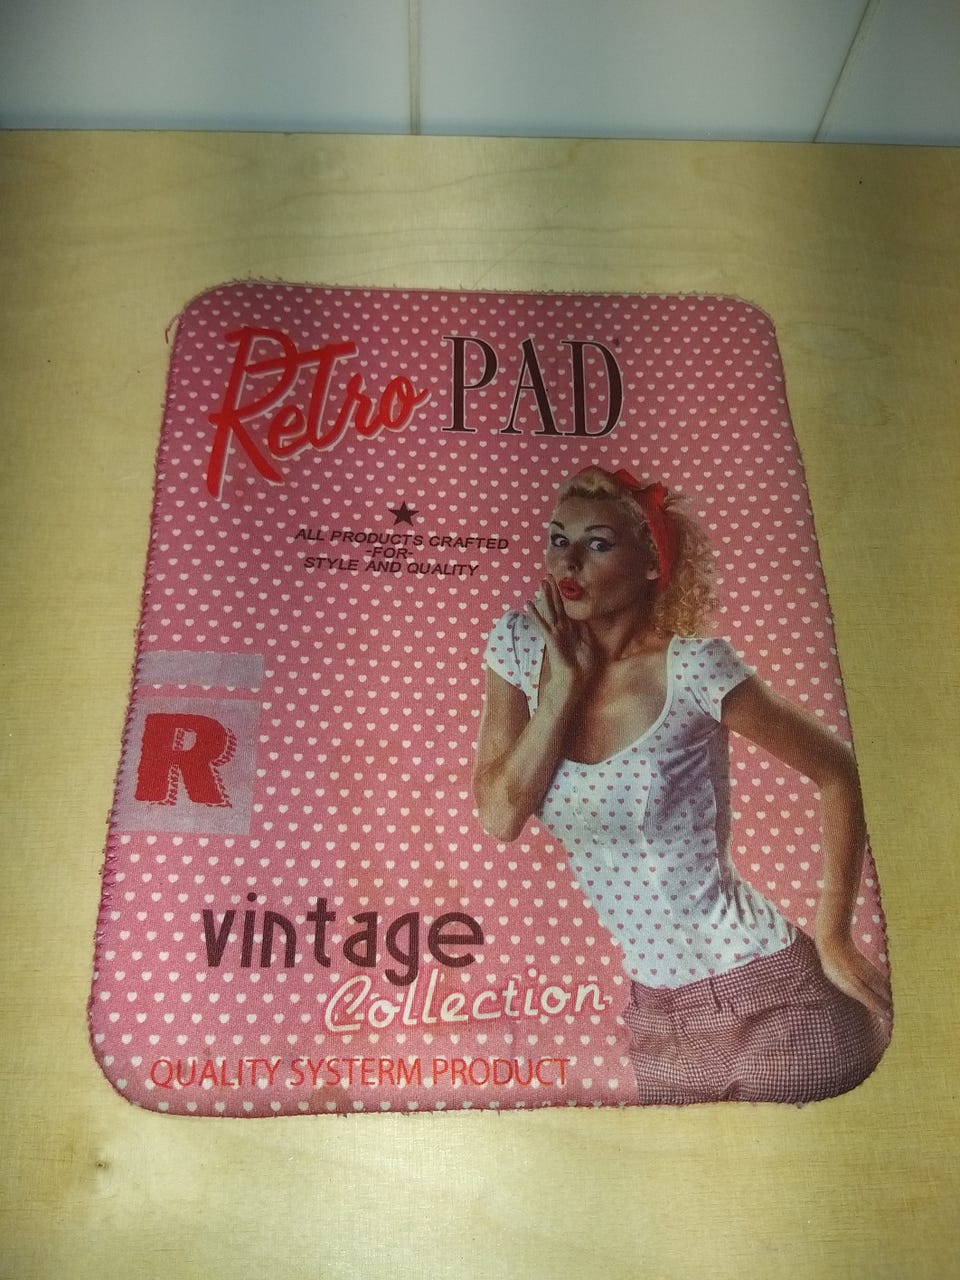 Retro PAD
ALL PRODUCTS CRAFTED
-FOR-
STYLE AND QUALITY
R
vintage
Collection
QUALITY SYSTERM PRODUCT